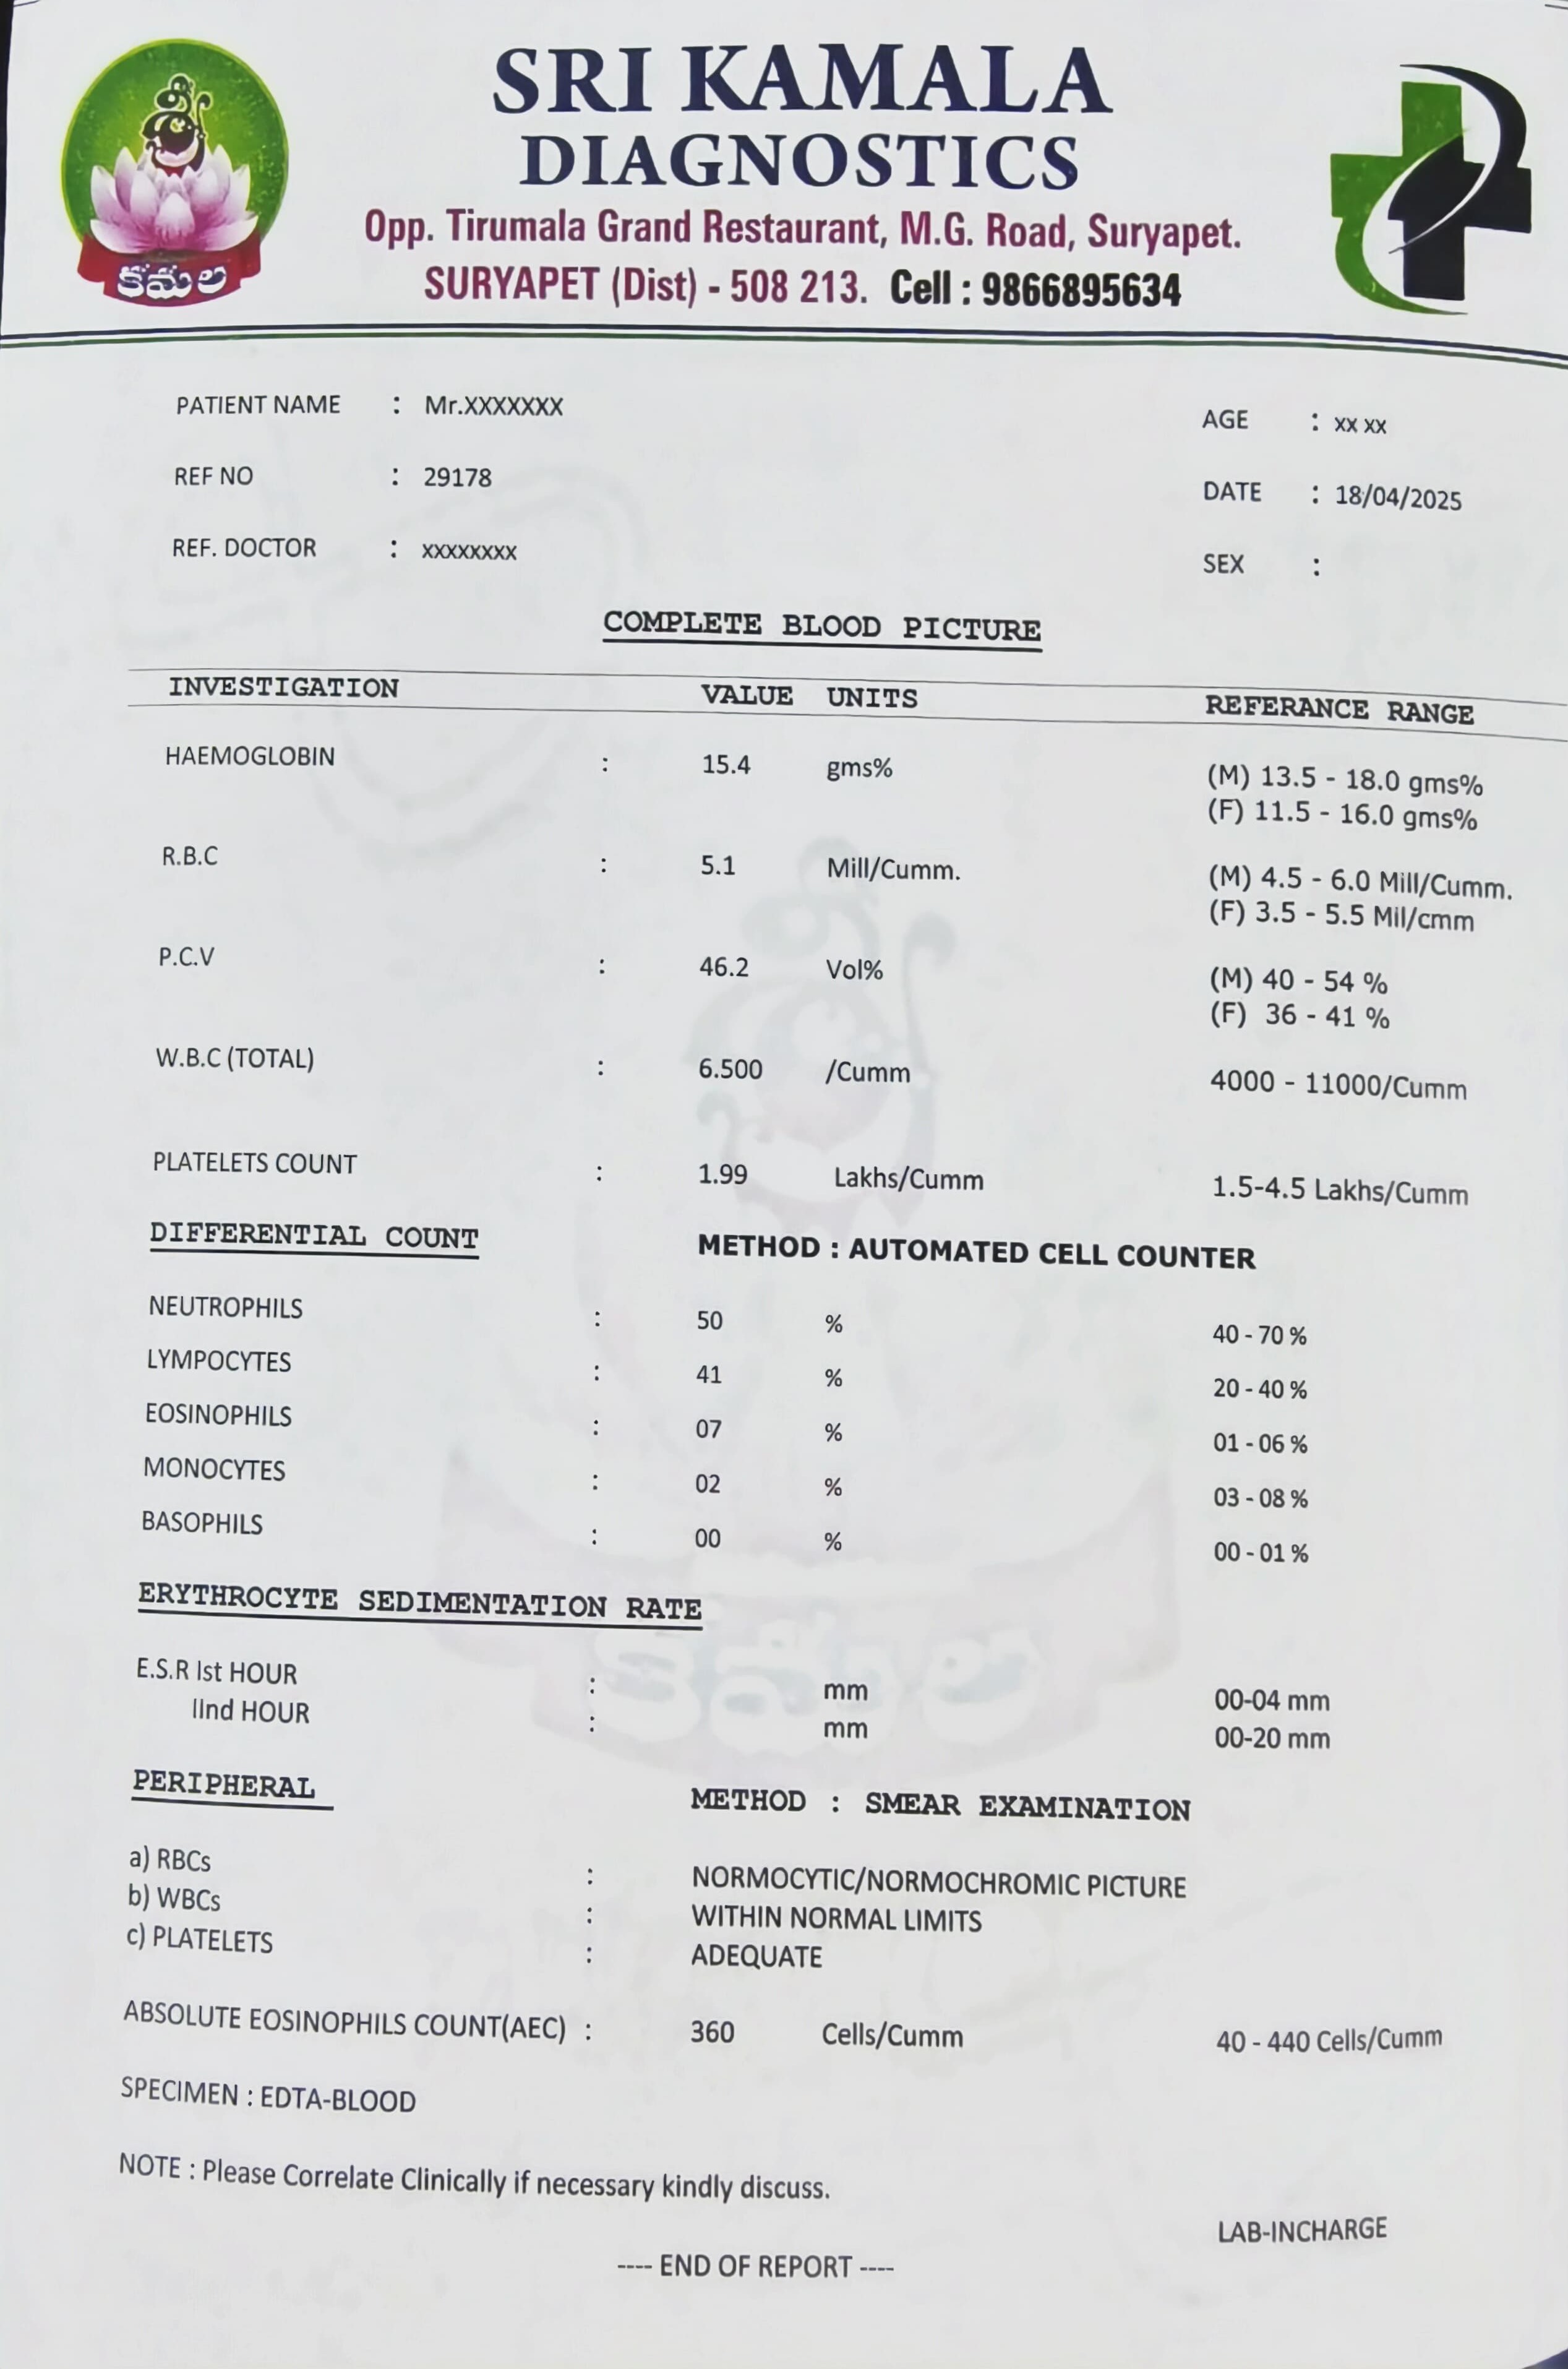 SRI KAMALA
DIAGNOSTICS
Opp. Tirumala Grand Restaurant, M.G. Road, Suryapet.
SURYAPET (Dist) - 508 213. Cell : 9866895634
శ్రీ
కమల
PATIENT NAME : Mr.XXXXXXX
AGE : xx xx
REF NO : 29178
DATE : 18/04/2025
REF. DOCTOR : xxxxxxxx
SEX :
COMPLETE BLOOD PICTURE
INVESTIGATION VALUE UNITS REFERANCE RANGE
HAEMOGLOBIN : 15.4 gms% (M) 13.5 - 18.0 gms%
(F) 11.5 - 16.0 gms%
R.B.C : 5.1 Mill/Cumm. (M) 4.5 - 6.0 Mill/Cumm.
(F) 3.5 - 5.5 Mil/cmm
P.C.V : 46.2 Vol% (M) 40 - 54 %
(F) 36 - 41 %
W.B.C (TOTAL) : 6.500 /Cumm 4000 - 11000/Cumm
PLATELETS COUNT : 1.99 Lakhs/Cumm 1.5-4.5 Lakhs/Cumm
DIFFERENTIAL COUNT METHOD : AUTOMATED CELL COUNTER
NEUTROPHILS : 50 % 40 - 70 %
LYMPOCYTES : 41 % 20 - 40 %
EOSINOPHILS : 07 % 01 - 06 %
MONOCYTES : 02 % 03 - 08 %
BASOPHILS : 00 % 00 - 01 %
ERYTHROCYTE SEDIMENTATION RATE
E.S.R Ist HOUR : mm 00-04 mm
IInd HOUR : mm 00-20 mm
PERIPHERAL METHOD : SMEAR EXAMINATION
a) RBCs : NORMOCYTIC/NORMOCHROMIC PICTURE
b) WBCs : WITHIN NORMAL LIMITS
c) PLATELETS : ADEQUATE
ABSOLUTE EOSINOPHILS COUNT(AEC) : 360 Cells/Cumm 40 - 440 Cells/Cumm
SPECIMEN : EDTA-BLOOD
NOTE : Please Correlate Clinically if necessary kindly discuss.
LAB-INCHARGE
---- END OF REPORT ----